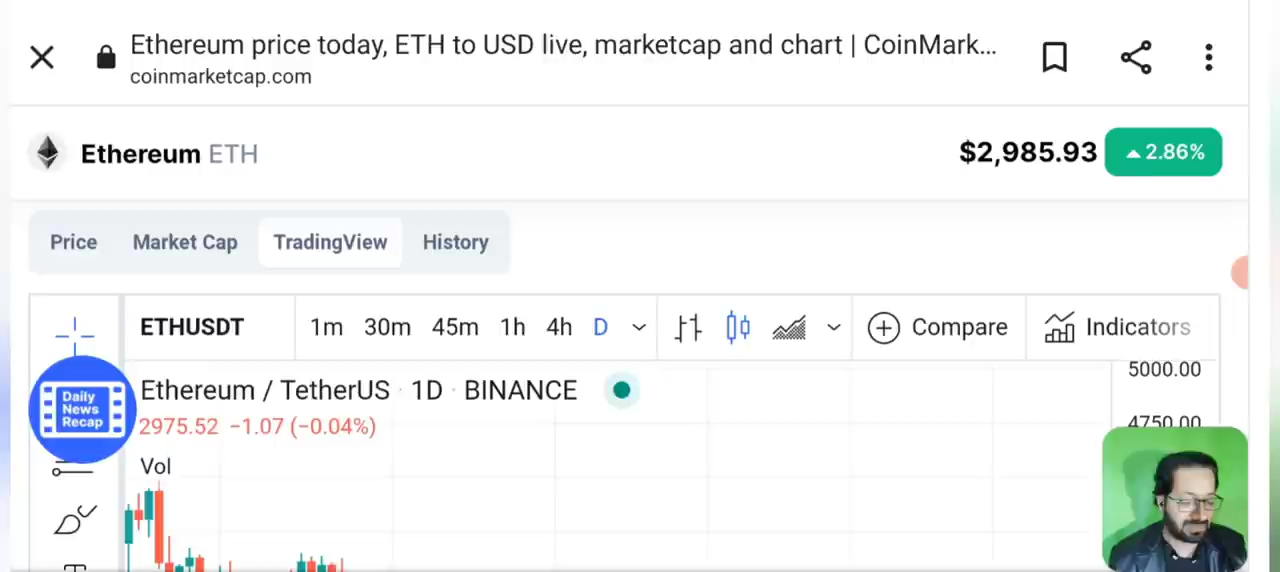 Ethereum price today, ETH to USD live, marketcap and chart | CoinMark...
coinmarketcap.com
Ethereum ETH
$2,985.93 2.86%
Price Market Cap TradingView History
ETHUSDT 1m 30m 45m 1h 4h D Compare Indicators
Ethereum / TetherUS · 1D · BINANCE
5000.00
2975.52 −1.07 (−0.04%)
4750.00
Daily
News
Recap
Vol